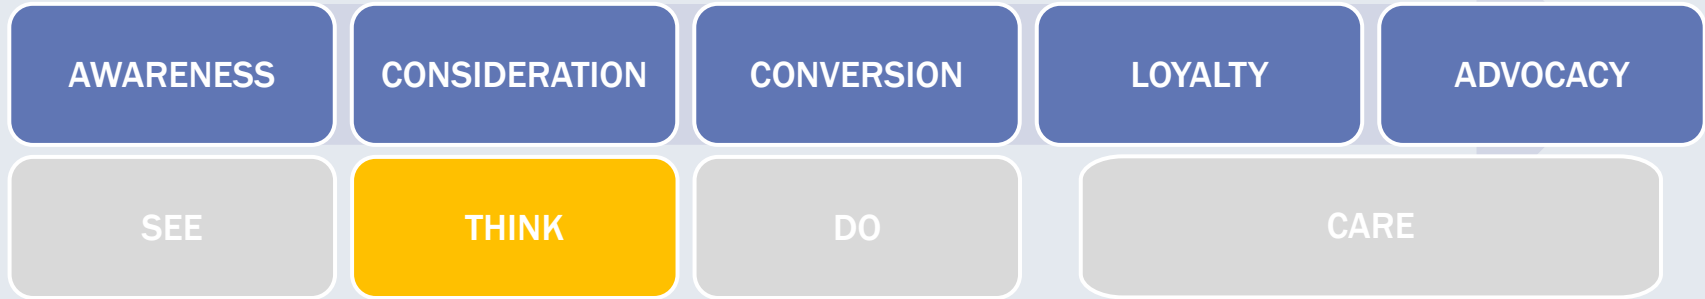 AWARENESS
CONSIDERATION
CONVERSION
LOYALTY
ADVOCACY
SEE
THINK
DO
CARE